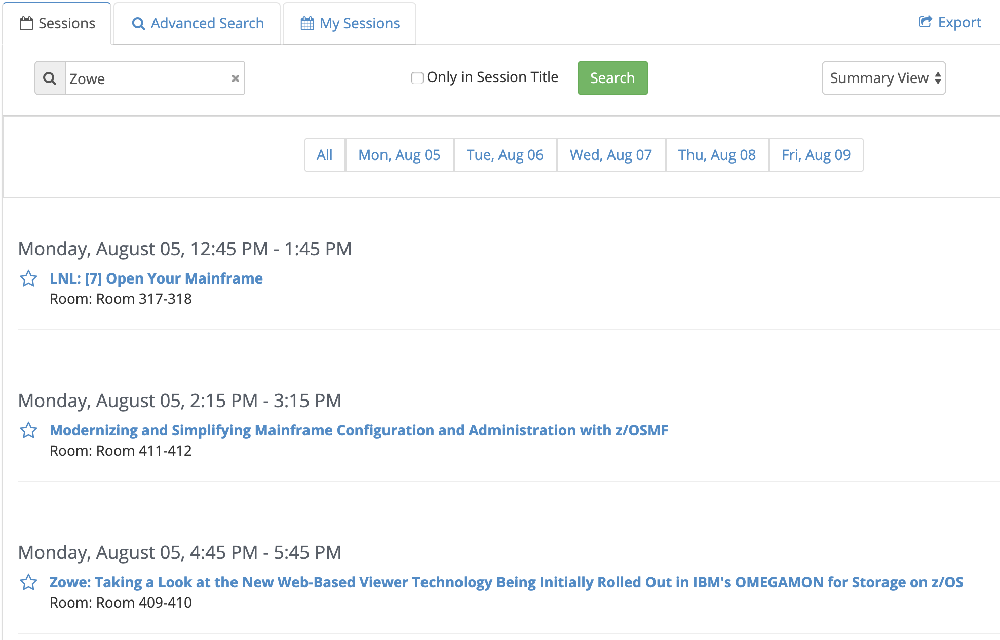 Sessions
Advanced Search
My Sessions
Export
Zowe
Only in Session Title
Search
Summary View
All
Mon, Aug 05
Tue, Aug 06
Wed, Aug 07
Thu, Aug 08
Fri, Aug 09
Monday, August 05, 12:45 PM - 1:45 PM
LNL: [7] Open Your Mainframe
Room: Room 317-318
Monday, August 05, 2:15 PM - 3:15 PM
Modernizing and Simplifying Mainframe Configuration and Administration with z/OSMF
Room: Room 411-412
Monday, August 05, 4:45 PM - 5:45 PM
Zowe: Taking a Look at the New Web-Based Viewer Technology Being Initially Rolled Out in IBM's OMEGAMON for Storage on z/OS
Room: Room 409-410